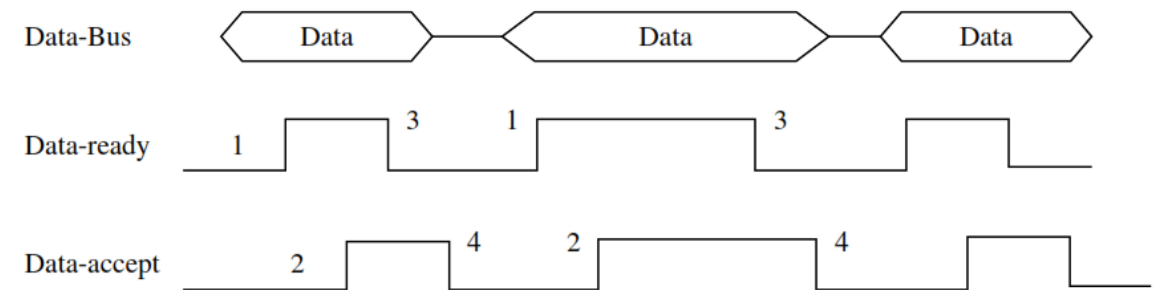 Data-Bus Data Data Data
Data-ready 1 3 1 3
Data-accept 2 4 2 4